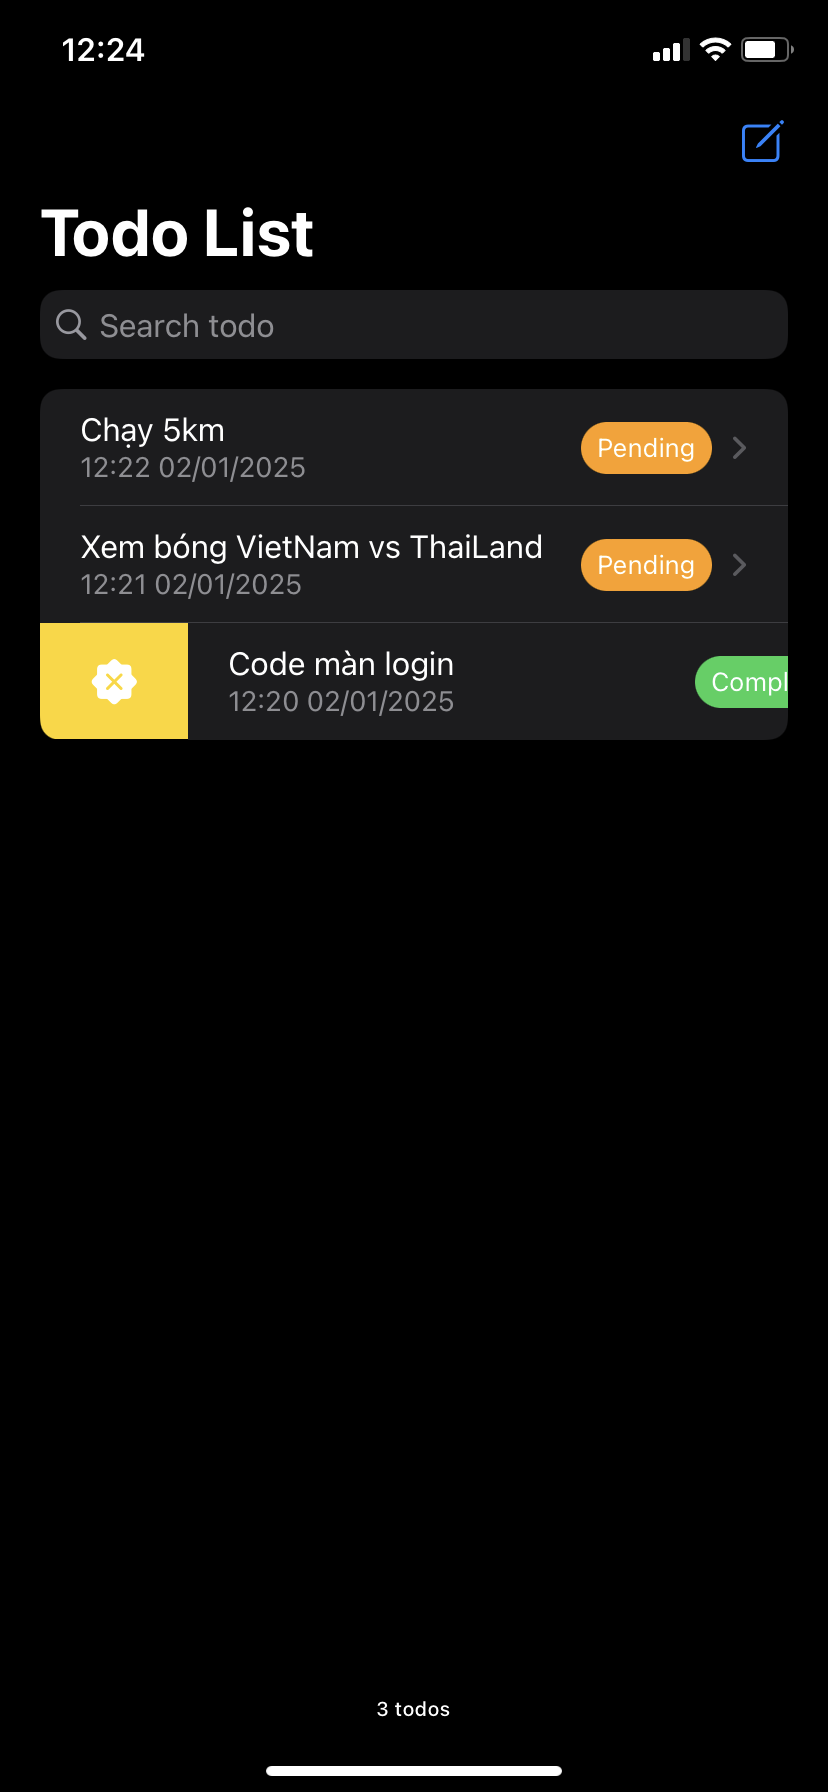 12:24
Todo List
Search todo
Chạy 5km
Pending
12:22 02/01/2025
Xem bóng VietNam vs ThaiLand
Pending
12:21 02/01/2025
Code màn login
Compl
12:20 02/01/2025
3 todos